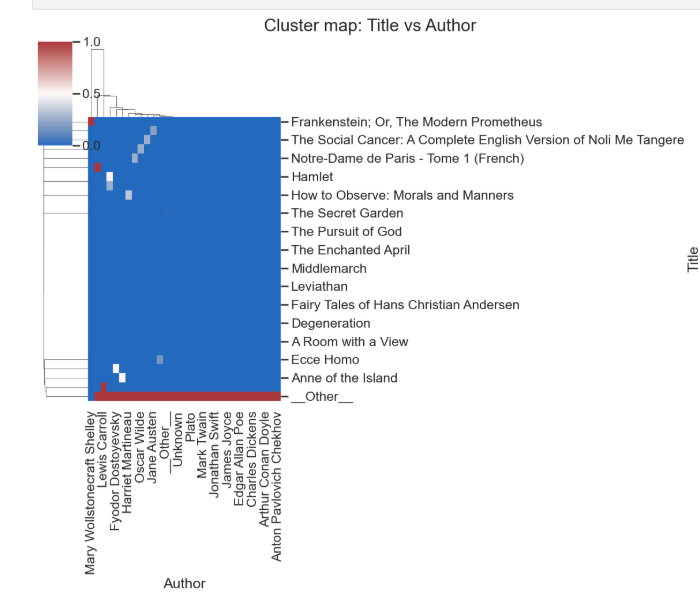 Cluster map: Title vs Author
1.0
0.5
0.0
Frankenstein; Or, The Modern Prometheus
The Social Cancer: A Complete English Version of Noli Me Tangere
Notre-Dame de Paris - Tome 1 (French)
Hamlet
How to Observe: Morals and Manners
The Secret Garden
The Pursuit of God
The Enchanted April
Middlemarch
Leviathan
Fairy Tales of Hans Christian Andersen
Degeneration
A Room with a View
Ecce Homo
Anne of the Island
__Other__
Title
Mary Wollstonecraft Shelley
Lewis Carroll
Fyodor Dostoyevsky
Harriet Martineau
Oscar Wilde
Jane Austen
__Other__
Unknown
Plato
Mark Twain
Jonathan Swift
James Joyce
Edgar Allan Poe
Charles Dickens
Arthur Conan Doyle
Anton Pavlovich Chekhov
Author